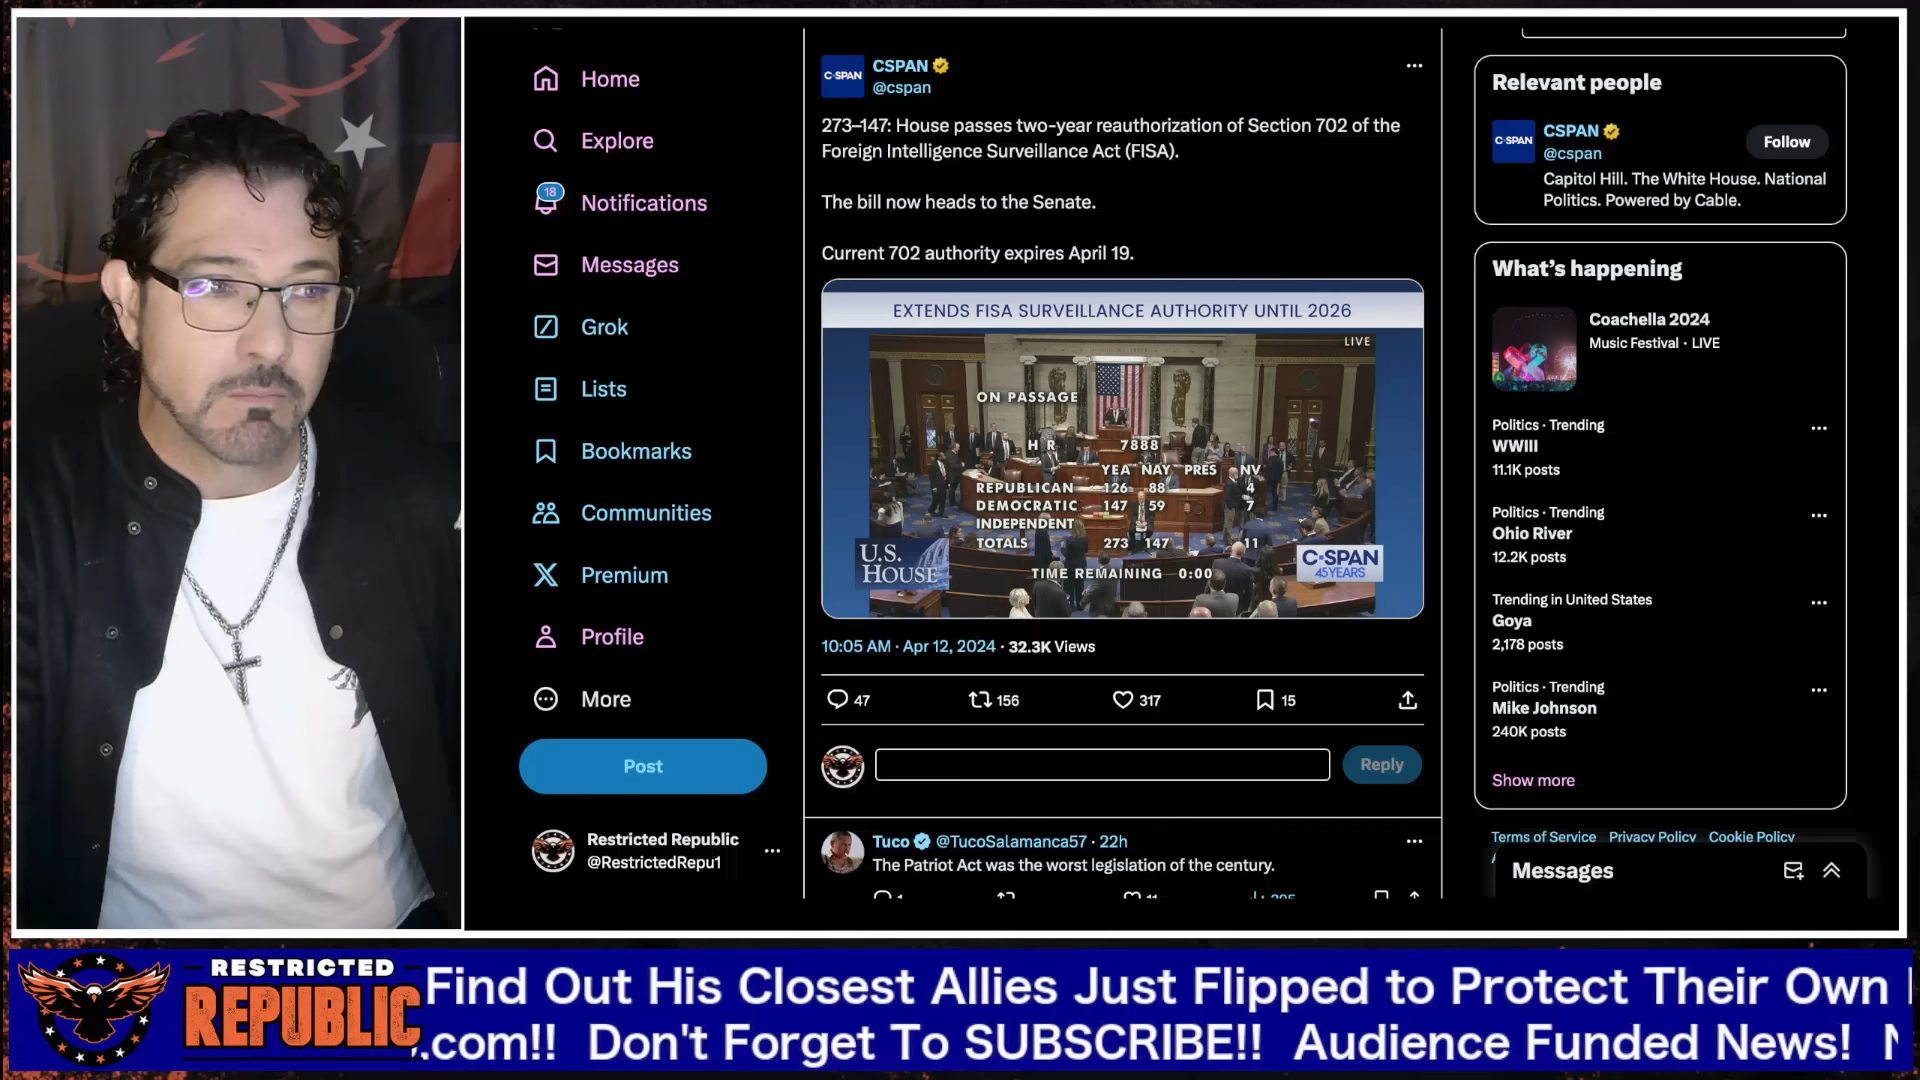 Home
Explore
18
Notifications
Messages
Grok
Lists
Bookmarks
Communities
Premium
Profile
More
Post
Restricted Republic
@RestrictedRepu1
C·SPAN
CSPAN
@cspan
273–147: House passes two-year reauthorization of Section 702 of the
Foreign Intelligence Surveillance Act (FISA).
The bill now heads to the Senate.
Current 702 authority expires April 19.
EXTENDS FISA SURVEILLANCE AUTHORITY UNTIL 2026
LIVE
ON PASSAGE
H R 7888
YEA NAY PRES NV
REPUBLICAN 126 88 4
DEMOCRATIC 147 59 7
INDEPENDENT
TOTALS 273 147 11
TIME REMAINING 0:00
U.S.
HOUSE
C-SPAN
45YEARS
10:05 AM · Apr 12, 2024 · 32.3K Views
47 156 317 15
Reply
Tuco @TucoSalamanca57 · 22h
The Patriot Act was the worst legislation of the century.
Relevant people
C·SPAN
CSPAN
@cspan
Follow
Capitol Hill. The White House. National
Politics. Powered by Cable.
What's happening
Coachella 2024
Music Festival · LIVE
Politics · Trending
WWIII
11.1K posts
Politics · Trending
Ohio River
12.2K posts
Trending in United States
Goya
2,178 posts
Politics · Trending
Mike Johnson
240K posts
Show more
Terms of Service Privacy Policy Cookie Policy
Messages
RESTRICTED
REPUBLIC
Find Out His Closest Allies Just Flipped to Protect Their Own
.com!! Don't Forget To SUBSCRIBE!! Audience Funded News!